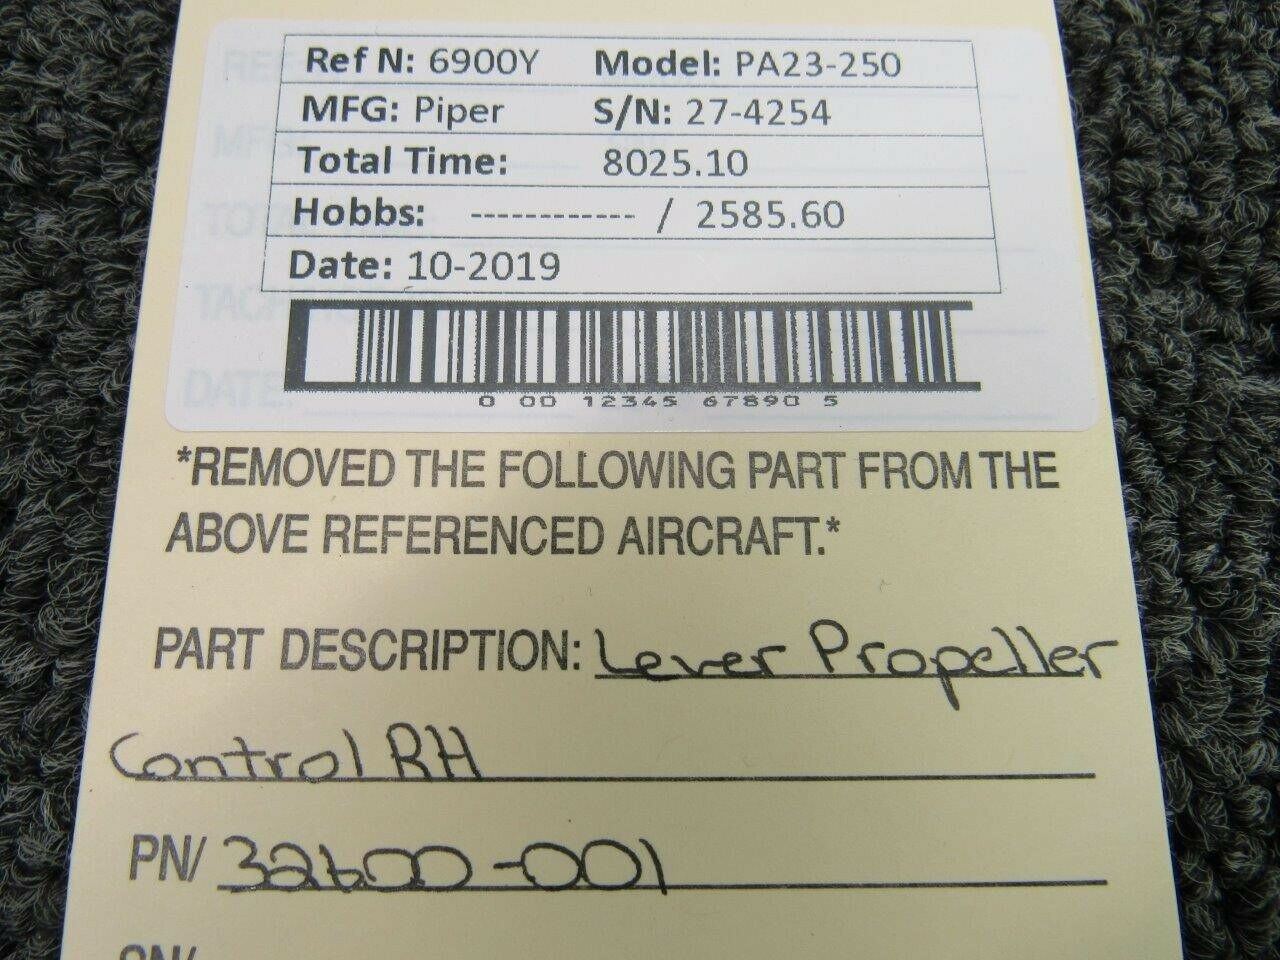 Ref N: 6900Y Model: PA23-250
MFG: Piper S/N: 27-4254
Total Time: 8025.10
Hobbs: ------------ / 2585.60
Date: 10-2019
0 00 12345 67890 5
*REMOVED THE FOLLOWING PART FROM THE
ABOVE REFERENCED AIRCRAFT.*
PART DESCRIPTION: Lever Propeller
Control RH
PN/ 32600-001
SN/